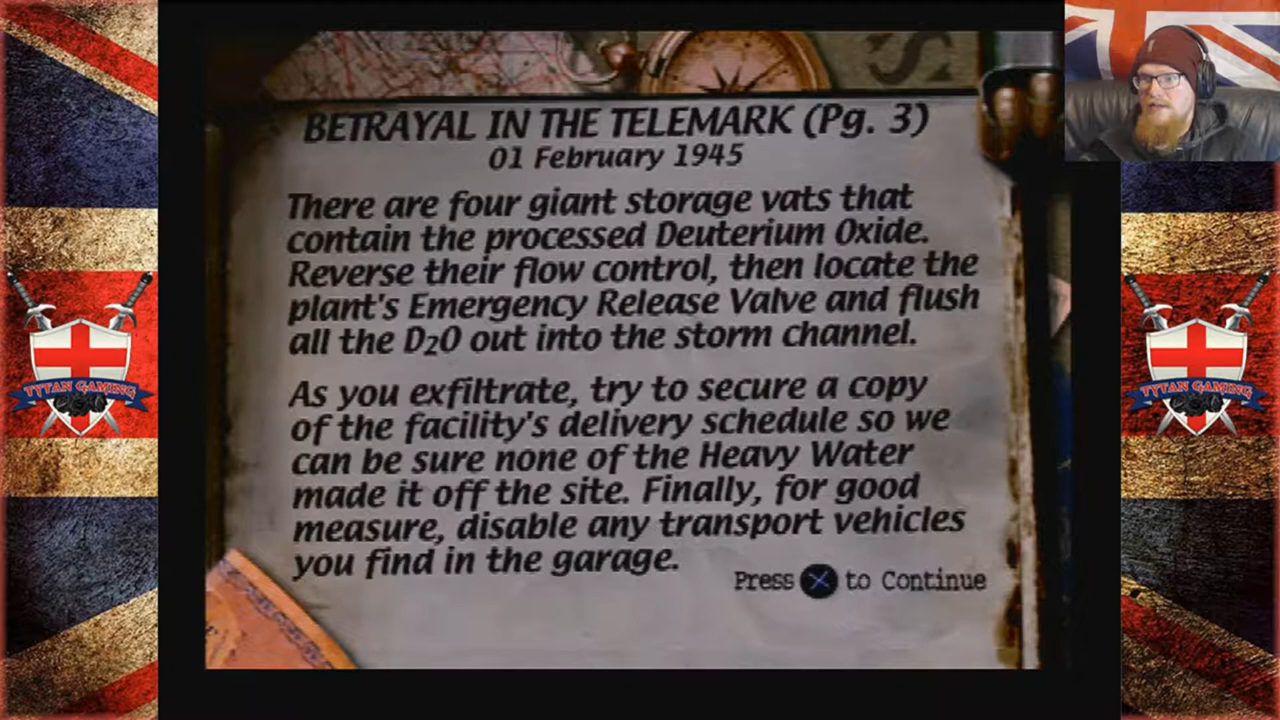 BETRAYAL IN THE TELEMARK (Pg. 3)
01 February 1945
There are four giant storage vats that
contain the processed Deuterium Oxide.
Reverse their flow control, then locate the
plant's Emergency Release Valve and flush
all the D₂O out into the storm channel.
As you exfiltrate, try to secure a copy
of the facility's delivery schedule so we
can be sure none of the Heavy Water
made it off the site. Finally, for good
measure, disable any transport vehicles
you find in the garage.
Press to Continue
TYTAN GAMING
TYTAN GAMING